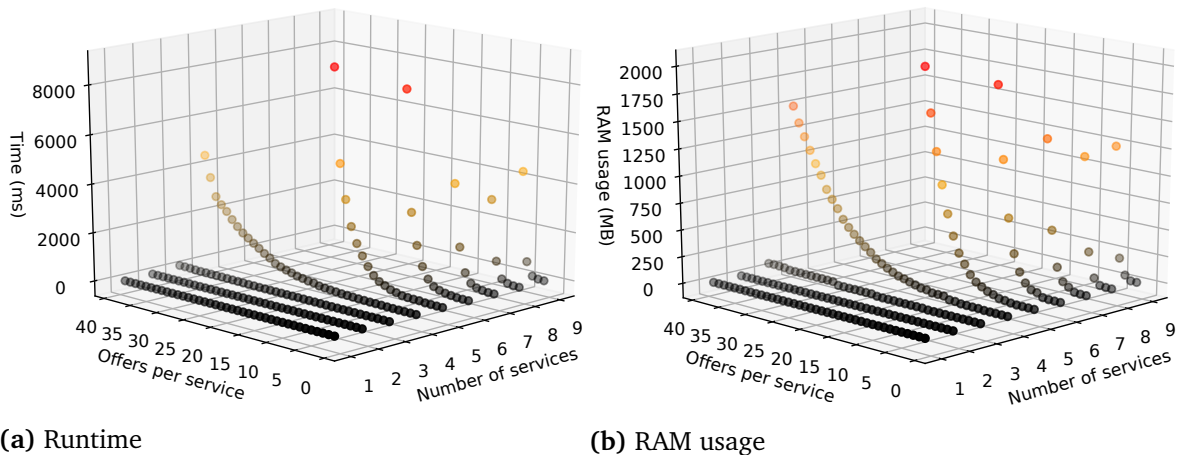 8000
6000
4000
2000
0
Time (ms)
40 35 30 25 20 15 10 5 0
Offers per service
1 2 3 4 5 6 7 8 9
Number of services
2000
1750
1500
1250
1000
750
500
250
0
RAM usage (MB)
40 35 30 25 20 15 10 5 0
Offers per service
1 2 3 4 5 6 7 8 9
Number of services
(a) Runtime
(b) RAM usage